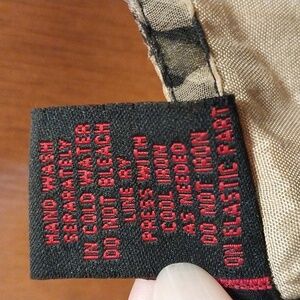 HAND WASH
SEPARATELY
IN COLD WATER
DO NOT BLEACH
LINE RY
PRESS WITH
COOL IRON
AS NEEDED
DO NOT IRON
ON ELASTIC PART